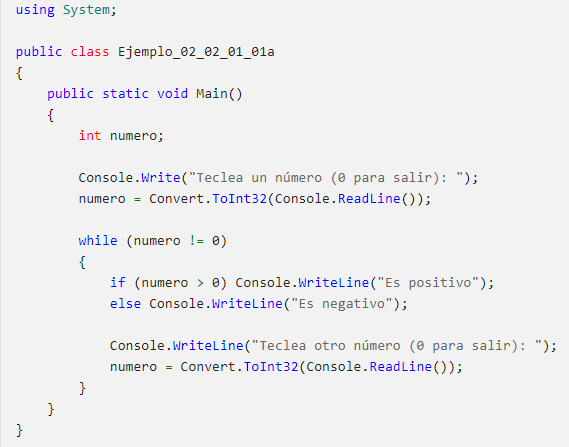 using System;

public class Ejemplo_02_02_01_01a
{
    public static void Main()
    {
        int numero;

        Console.Write("Teclea un número (0 para salir): ");
        numero = Convert.ToInt32(Console.ReadLine());

        while (numero != 0)
        {
            if (numero > 0) Console.WriteLine("Es positivo");
            else Console.WriteLine("Es negativo");

            Console.WriteLine("Teclea otro número (0 para salir): ");
            numero = Convert.ToInt32(Console.ReadLine());
        }
    }
}